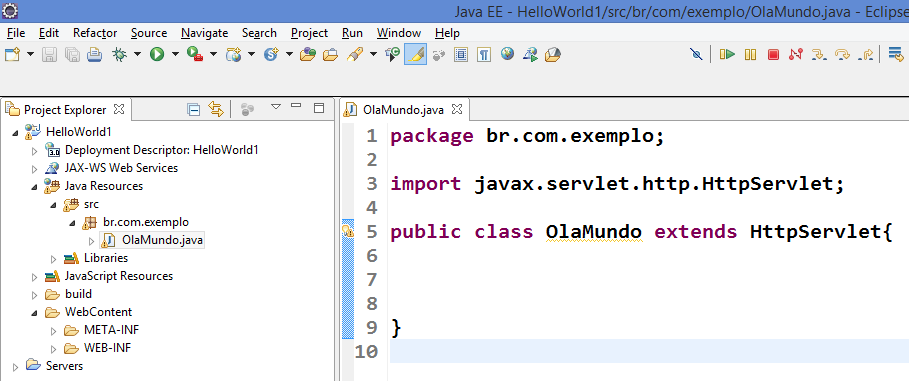 Java EE - HelloWorld1/src/br/com/exemplo/OlaMundo.java - Eclipse
File Edit Refactor Source Navigate Search Project Run Window Help
Project Explorer
HelloWorld1
3.0 Deployment Descriptor: HelloWorld1
JAX-WS Web Services
Java Resources
src
br.com.exemplo
OlaMundo.java
Libraries
JavaScript Resources
build
WebContent
META-INF
WEB-INF
Servers
OlaMundo.java
1 package br.com.exemplo;
2
3 import javax.servlet.http.HttpServlet;
4
5 public class OlaMundo extends HttpServlet{
6
7
8
9 }
10